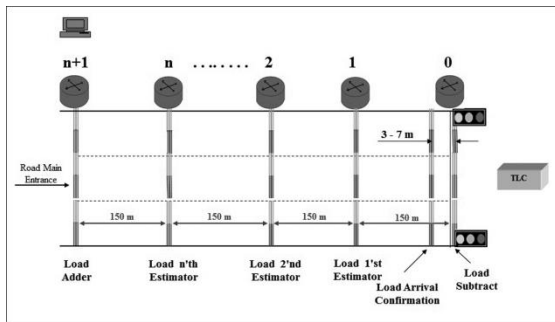 n+1 n ........ 2 1 0
3 - 7 m
Road Main
Entrance
TLC
150 m 150 m 150 m 150 m
Load
Adder
Load n'th
Estimator
Load 2'nd
Estimator
Load 1'st
Estimator
Load Arrival
Confirmation
Load
Subtract